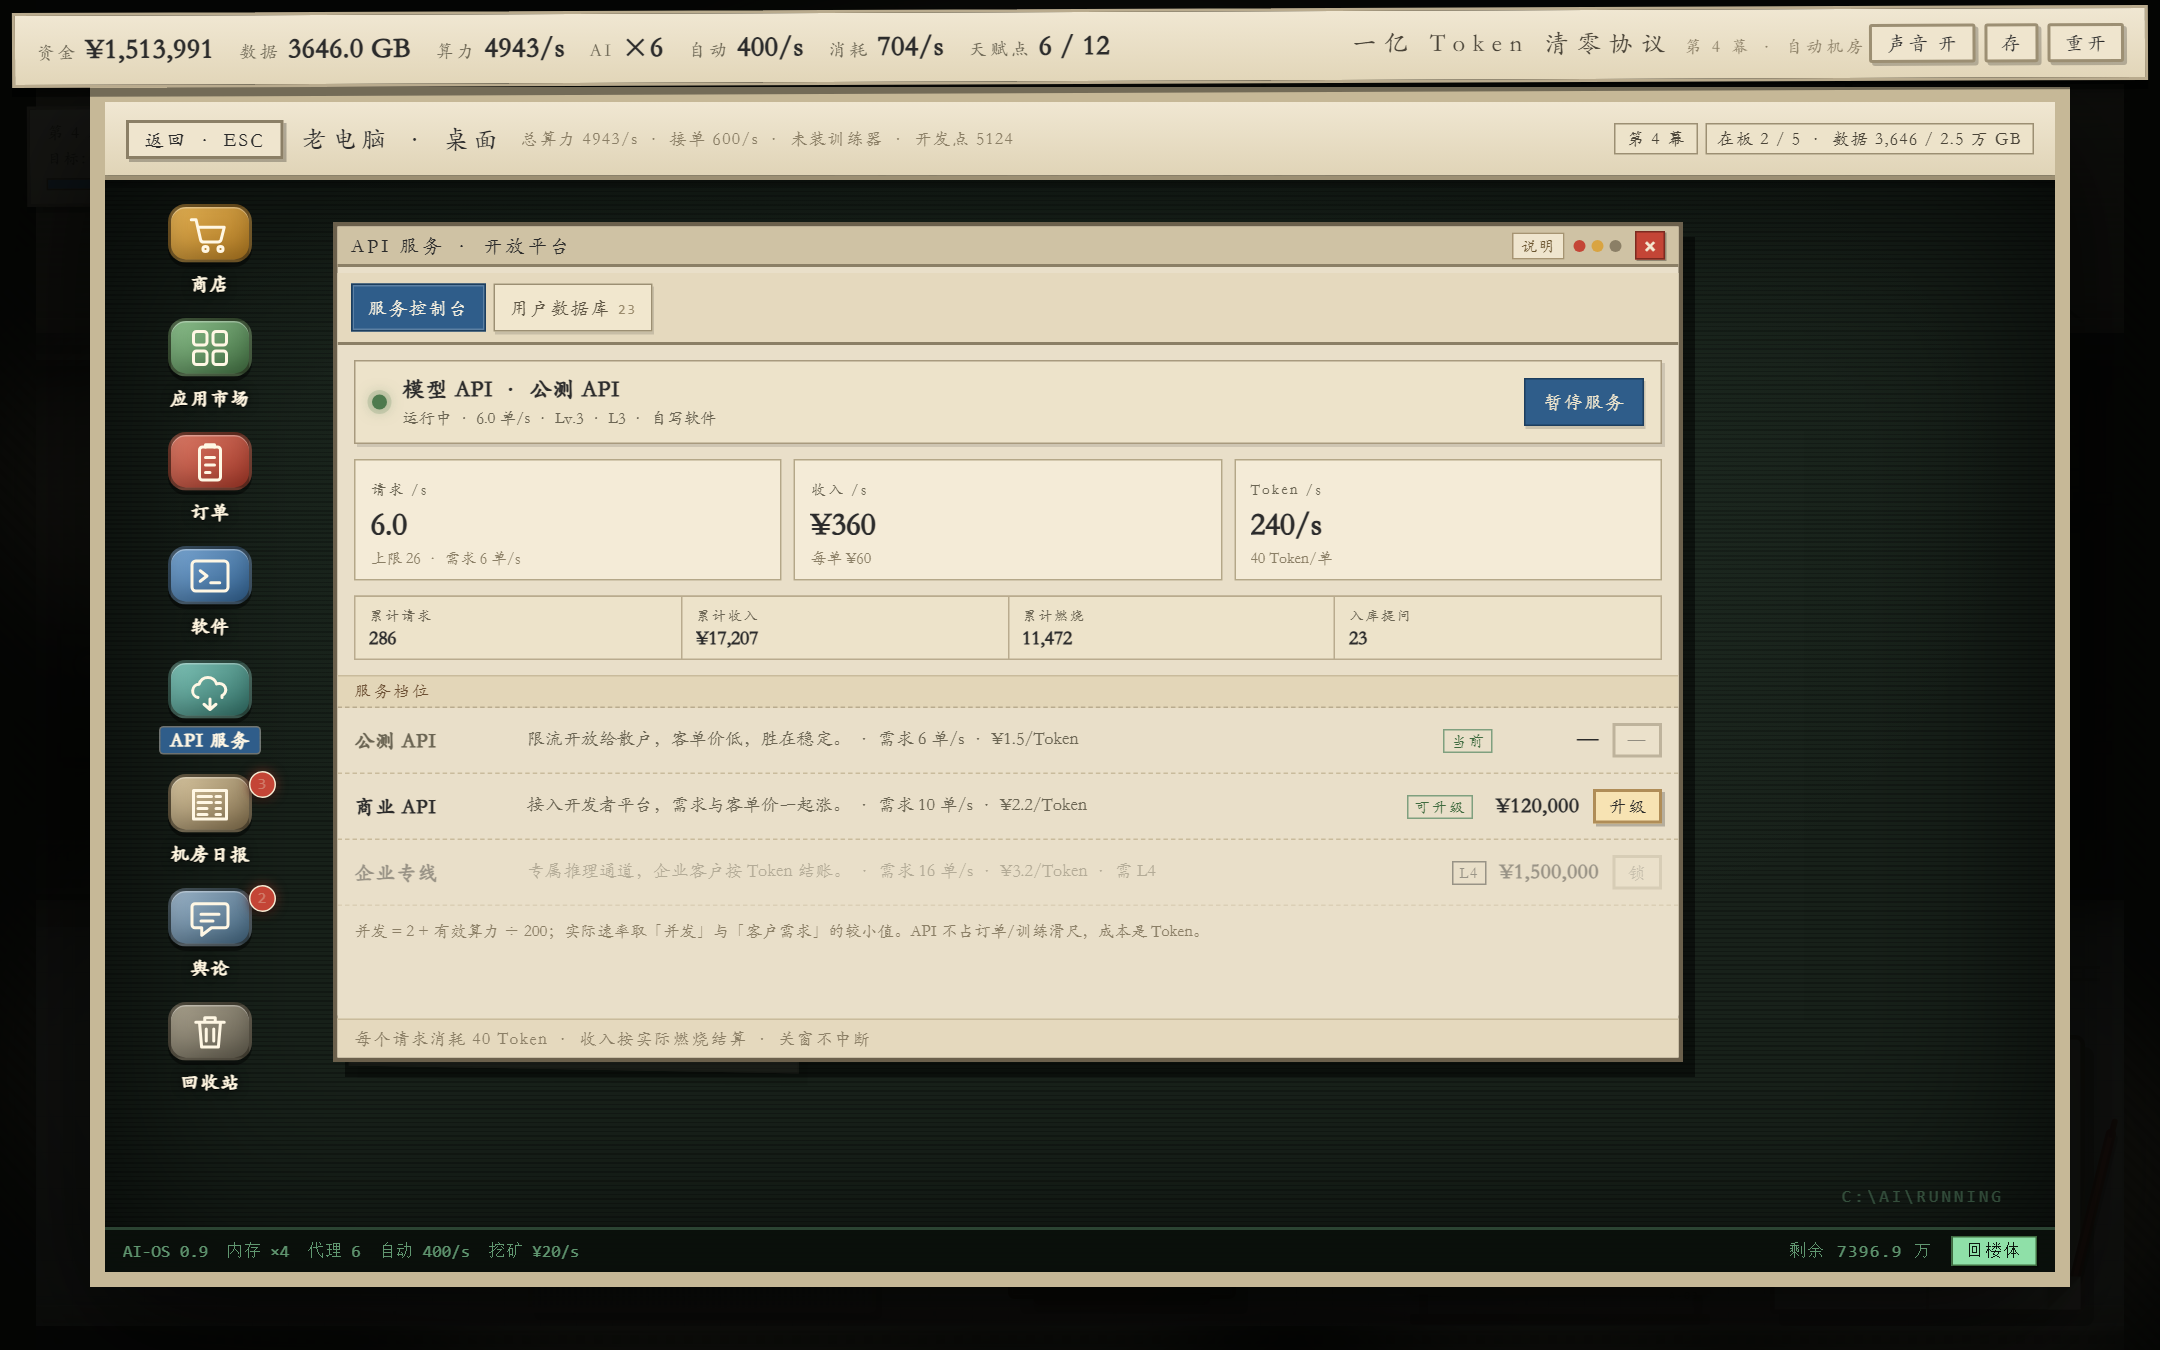 资金 ¥1,513,991 数据 3646.0 GB 算力 4943/s AI ×6 自动 400/s 消耗 704/s 天赋点 6 / 12 一亿 Token 清零协议 第 4 幕 · 自动机房 声音 开 存 重开
返回 · ESC 老电脑 · 桌面 总算力 4943/s · 接单 600/s · 未装训练器 · 开发点 5124 第 4 幕 在板 2 / 5 · 数据 3,646 / 2.5 万 GB
商店
应用市场
订单
软件
API 服务
3
机房日报
2
舆论
回收站
API 服务 · 开放平台 说明 ×
服务控制台 用户数据库 23
模型 API · 公测 API
运行中 · 6.0 单/s · Lv.3 · L3 · 自写软件
暂停服务
请求 /s
6.0
上限 26 · 需求 6 单/s
收入 /s
¥360
每单 ¥60
Token /s
240/s
40 Token/单
累计请求
286
累计收入
¥17,207
累计燃烧
11,472
入库提问
23
服务档位
公测 API 限流开放给散户，客单价低，胜在稳定。 · 需求 6 单/s · ¥1.5/Token 当前 — —
商业 API 接入开发者平台，需求与客单价一起涨。 · 需求 10 单/s · ¥2.2/Token 可升级 ¥120,000 升级
企业专线 专属推理通道，企业客户按 Token 结账。 · 需求 16 单/s · ¥3.2/Token · 需 L4 L4 ¥1,500,000 锁
并发 = 2 + 有效算力 ÷ 200；实际速率取「并发」与「客户需求」的较小值。API 不占订单/训练滑尺，成本是 Token。
每个请求消耗 40 Token · 收入按实际燃烧结算 · 关窗不中断
C:\AI\RUNNING
AI-OS 0.9 内存 ×4 代理 6 自动 400/s 挖矿 ¥20/s 剩余 7396.9 万 回楼体